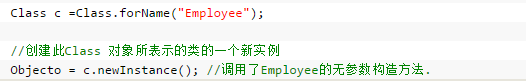 Class c =Class.forName("Employee");
//创建此Class 对象所表示的类的一个新实例
Objecto = c.newInstance(); //调用了Employee的无参数构造方法.